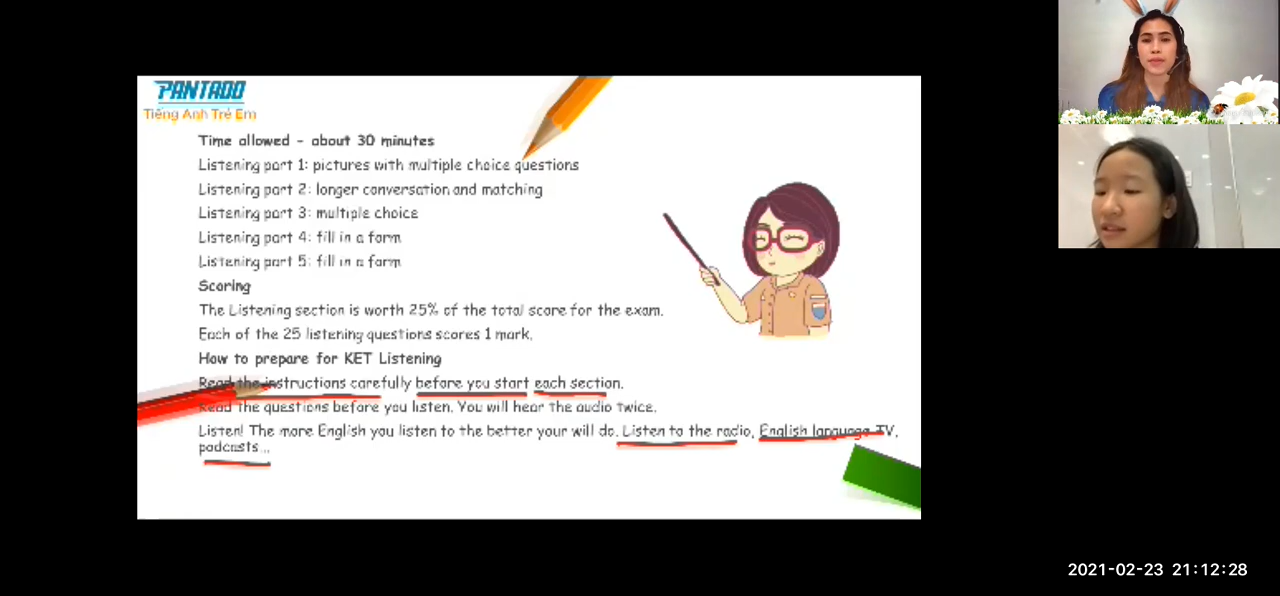 PANTADO
Tiếng Anh Trẻ Em
Time allowed - about 30 minutes
Listening part 1: pictures with multiple choice questions
Listening part 2: longer conversation and matching
Listening part 3: multiple choice
Listening part 4: fill in a form
Listening part 5: fill in a form
Scoring
The Listening section is worth 25% of the total score for the exam.
Each of the 25 listening questions scores 1 mark.
How to prepare for KET Listening
Read the instructions carefully before you start each section.
Read the questions before you listen. You will hear the audio twice.
Listen! The more English you listen to the better your will do. Listen to the radio, English language TV,
podcasts...
2021-02-23 21:12:28